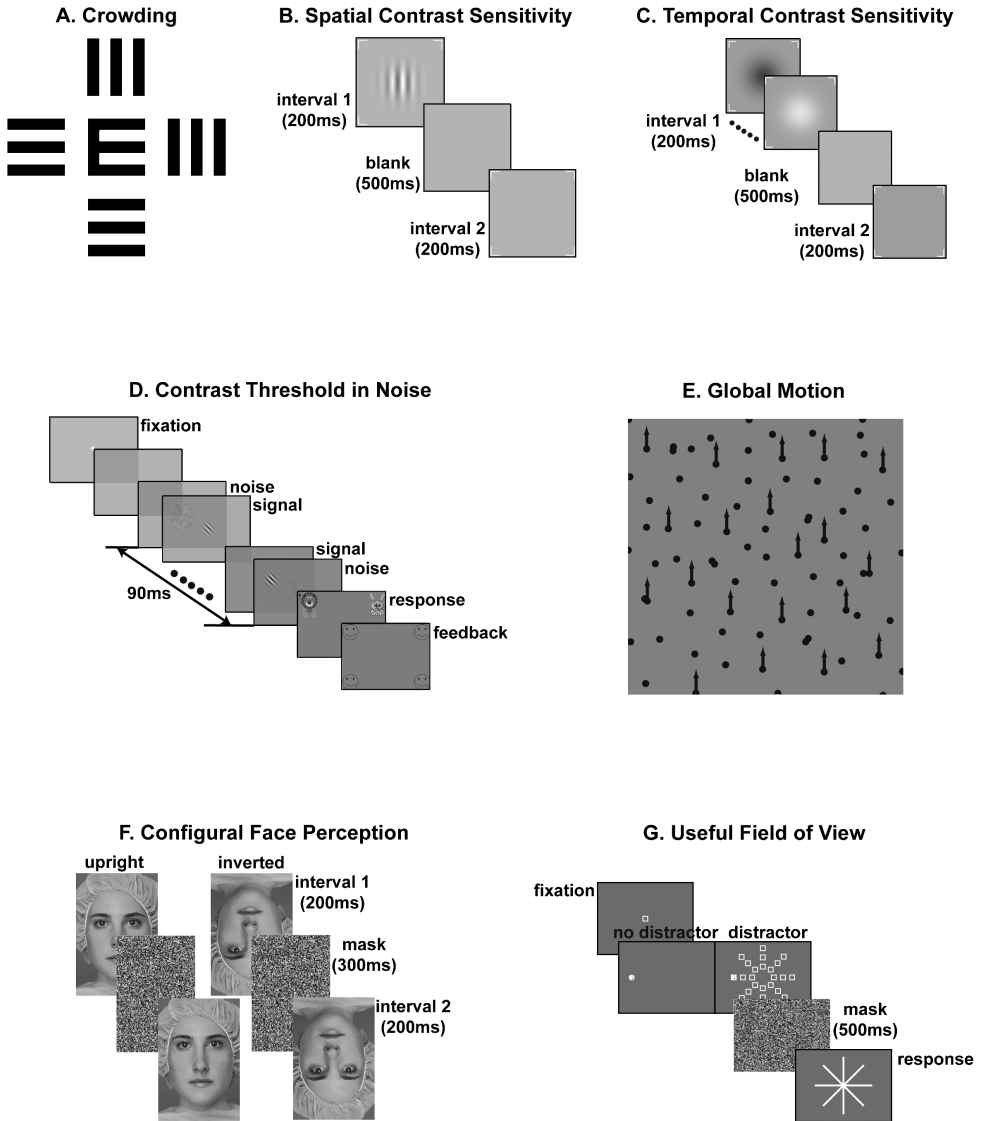 A. Crowding
B. Spatial Contrast Sensitivity
interval 1
(200ms)
blank
(500ms)
interval 2
(200ms)
C. Temporal Contrast Sensitivity
interval 1
(200ms)
blank
(500ms)
interval 2
(200ms)
D. Contrast Threshold in Noise
fixation
noise
signal
signal
noise
90ms
response
feedback
E. Global Motion
F. Configural Face Perception
upright
inverted
interval 1
(200ms)
mask
(300ms)
interval 2
(200ms)
G. Useful Field of View
fixation
no distractor
distractor
mask
(500ms)
response